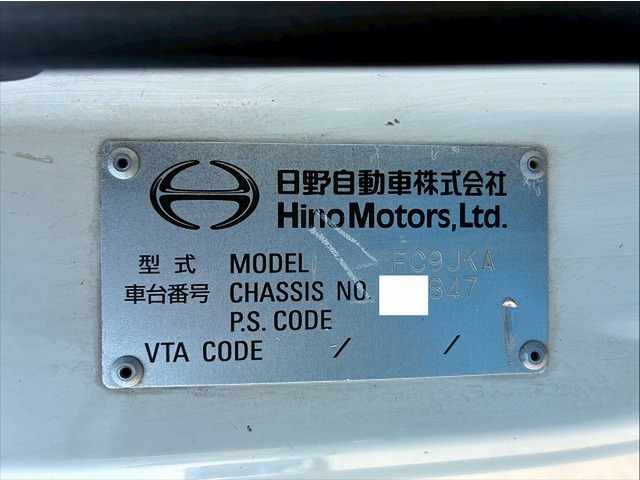 日野自動車株式会社
Hino Motors, Ltd.
型式 MODEL FC9JKA
車台番号 CHASSIS NO. 347
P.S. CODE
VTA CODE / /